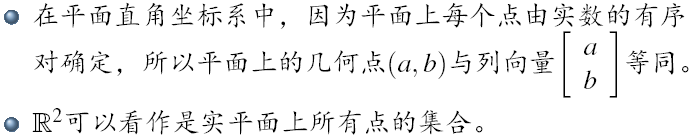 在平面直角坐标系中，因为平面上每个点由实数的有序
对确定，所以平面上的几何点(a, b)与列向量[a b]等同。
ℝ²可以看作是实平面上所有点的集合。